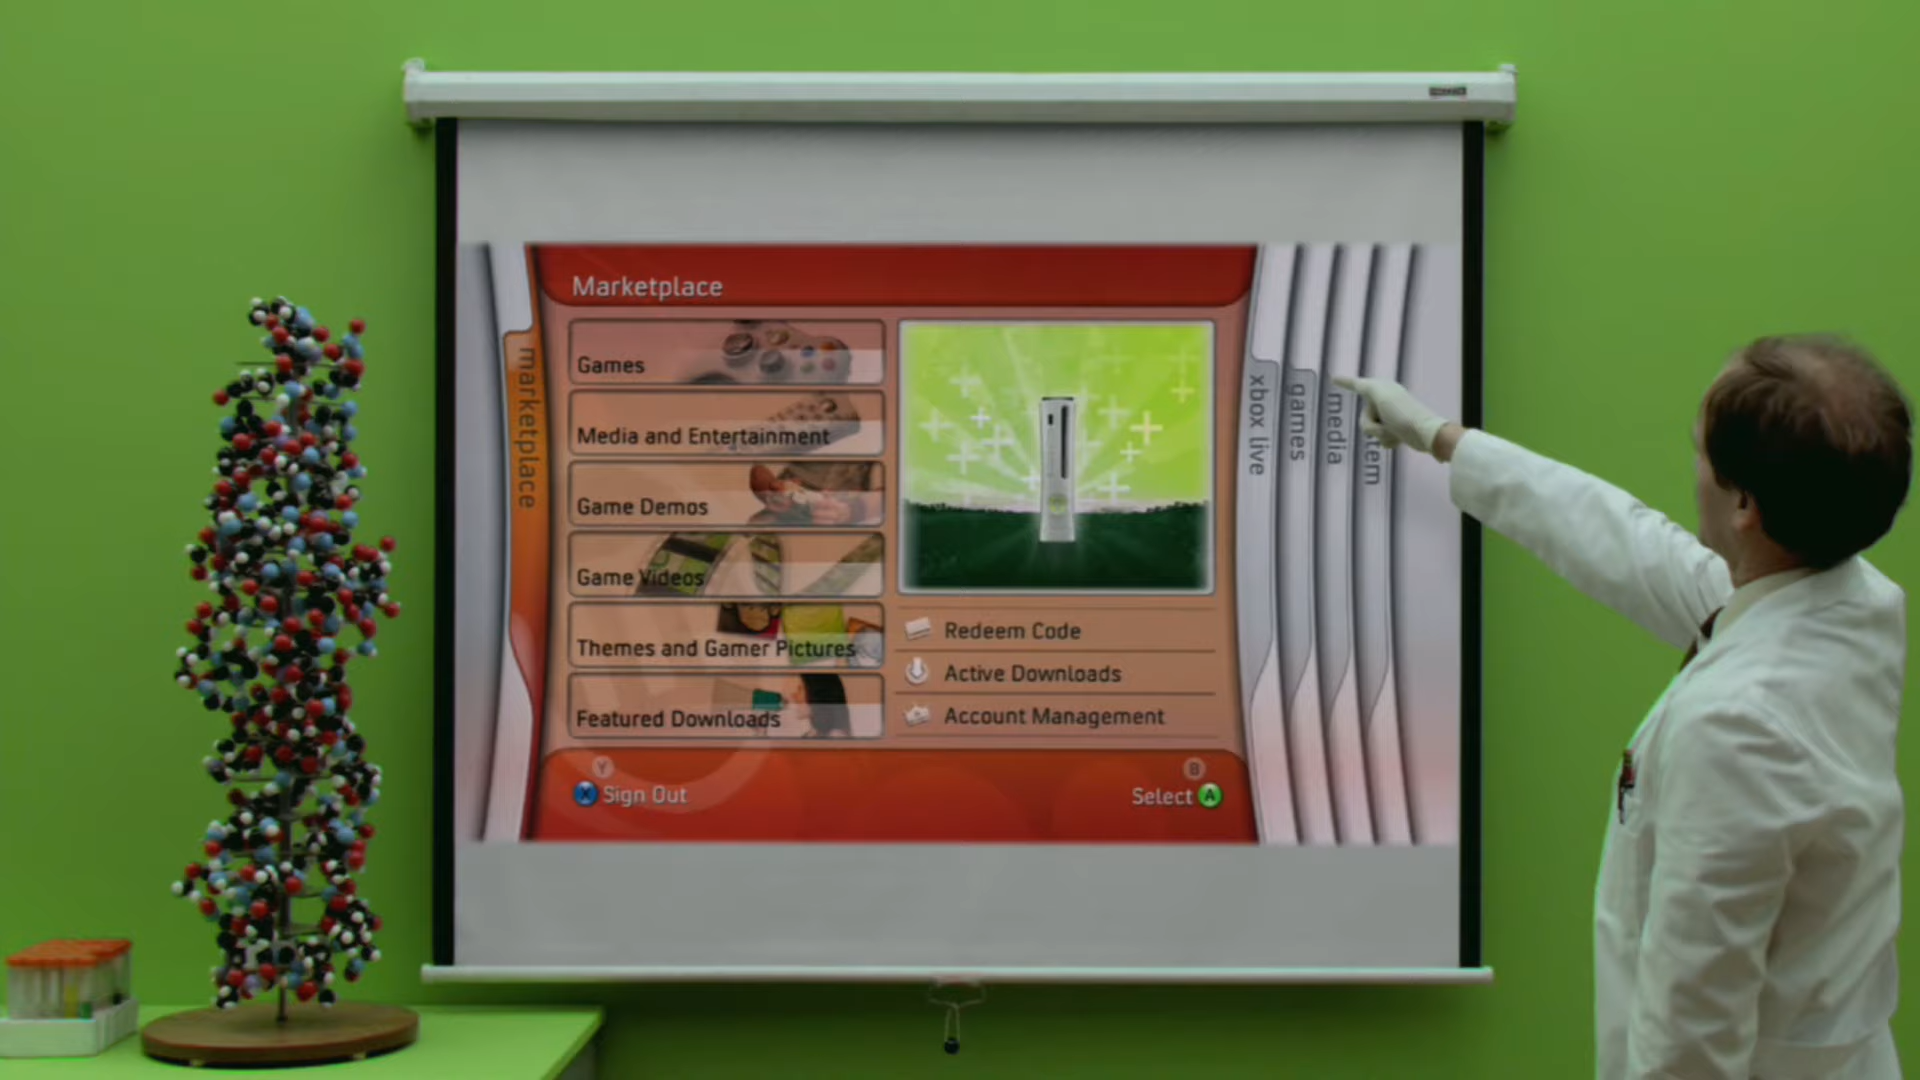 Marketplace
marketplace
Games
Media and Entertainment
Game Demos
Game Videos
Themes and Gamer Pictures
Featured Downloads
Redeem Code
Active Downloads
Account Management
xbox live
games
media
stem
Y
X Sign Out
B
Select A